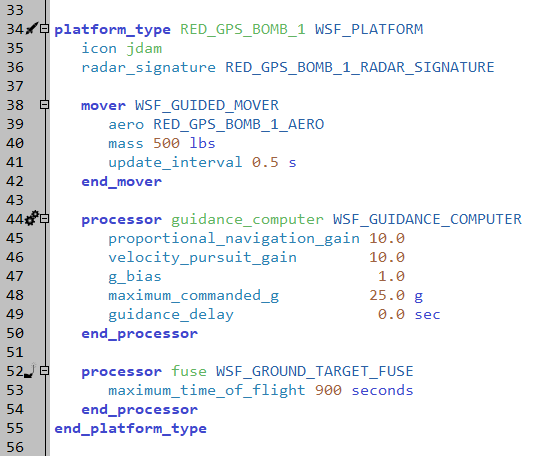 33
34 platform_type RED_GPS_BOMB_1 WSF_PLATFORM
35 icon jdam
36 radar_signature RED_GPS_BOMB_1_RADAR_SIGNATURE
37
38 mover WSF_GUIDED_MOVER
39 aero RED_GPS_BOMB_1_AERO
40 mass 500 lbs
41 update_interval 0.5 s
42 end_mover
43
44 processor guidance_computer WSF_GUIDANCE_COMPUTER
45 proportional_navigation_gain 10.0
46 velocity_pursuit_gain 10.0
47 g_bias 1.0
48 maximum_commanded_g 25.0 g
49 guidance_delay 0.0 sec
50 end_processor
51
52 processor fuse WSF_GROUND_TARGET_FUSE
53 maximum_time_of_flight 900 seconds
54 end_processor
55 end_platform_type
56